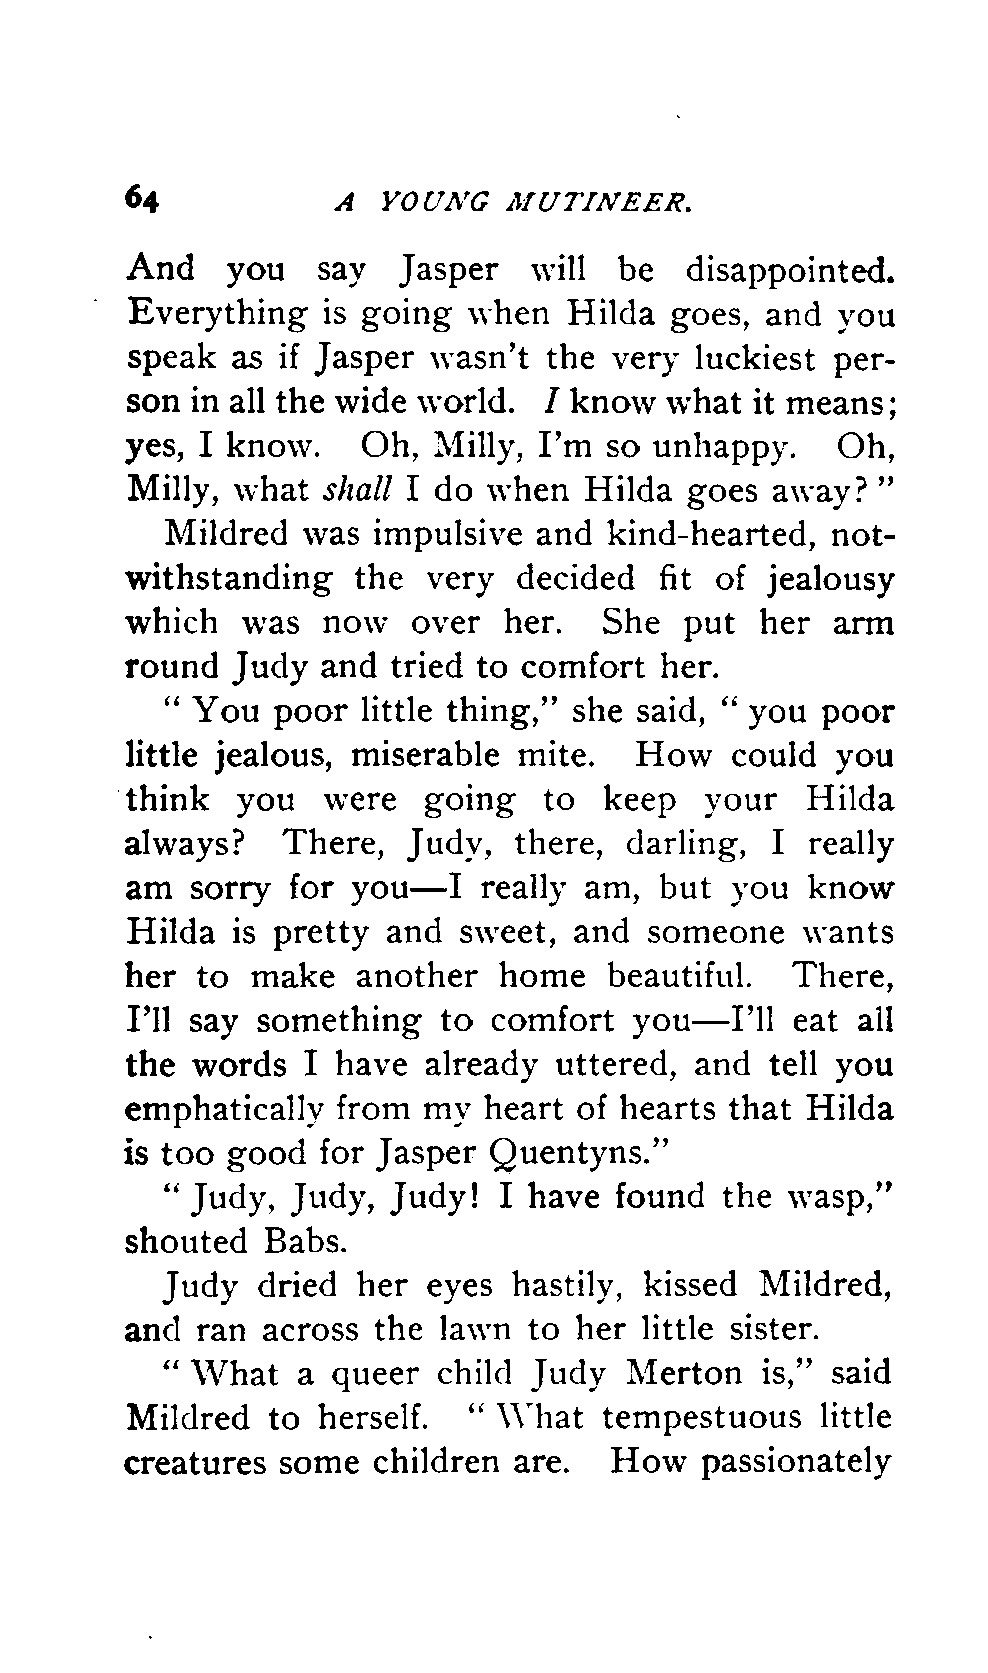 64 A YOUNG MUTINEER.
And you say Jasper will be disappointed.
Everything is going when Hilda goes, and you
speak as if Jasper wasn't the very luckiest per-
son in all the wide world. I know what it means;
yes, I know. Oh, Milly, I'm so unhappy. Oh,
Milly, what shall I do when Hilda goes away?"
Mildred was impulsive and kind-hearted, not-
withstanding the very decided fit of jealousy
which was now over her. She put her arm
round Judy and tried to comfort her.
"You poor little thing," she said, "you poor
little jealous, miserable mite. How could you
think you were going to keep your Hilda
always? There, Judy, there, darling, I really
am sorry for you—I really am, but you know
Hilda is pretty and sweet, and someone wants
her to make another home beautiful. There,
I'll say something to comfort you—I'll eat all
the words I have already uttered, and tell you
emphatically from my heart of hearts that Hilda
is too good for Jasper Quentyns."
"Judy, Judy, Judy! I have found the wasp,"
shouted Babs.
Judy dried her eyes hastily, kissed Mildred,
and ran across the lawn to her little sister.
"What a queer child Judy Merton is," said
Mildred to herself. "What tempestuous little
creatures some children are. How passionately